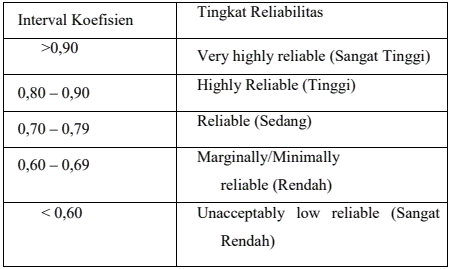 Interval Koefisien Tingkat Reliabilitas
>0,90 Very highly reliable (Sangat Tinggi)
0,80 – 0,90 Highly Reliable (Tinggi)
0,70 – 0,79 Reliable (Sedang)
0,60 – 0,69 Marginally/Minimally
reliable (Rendah)
< 0,60 Unacceptably low reliable (Sangat
Rendah)